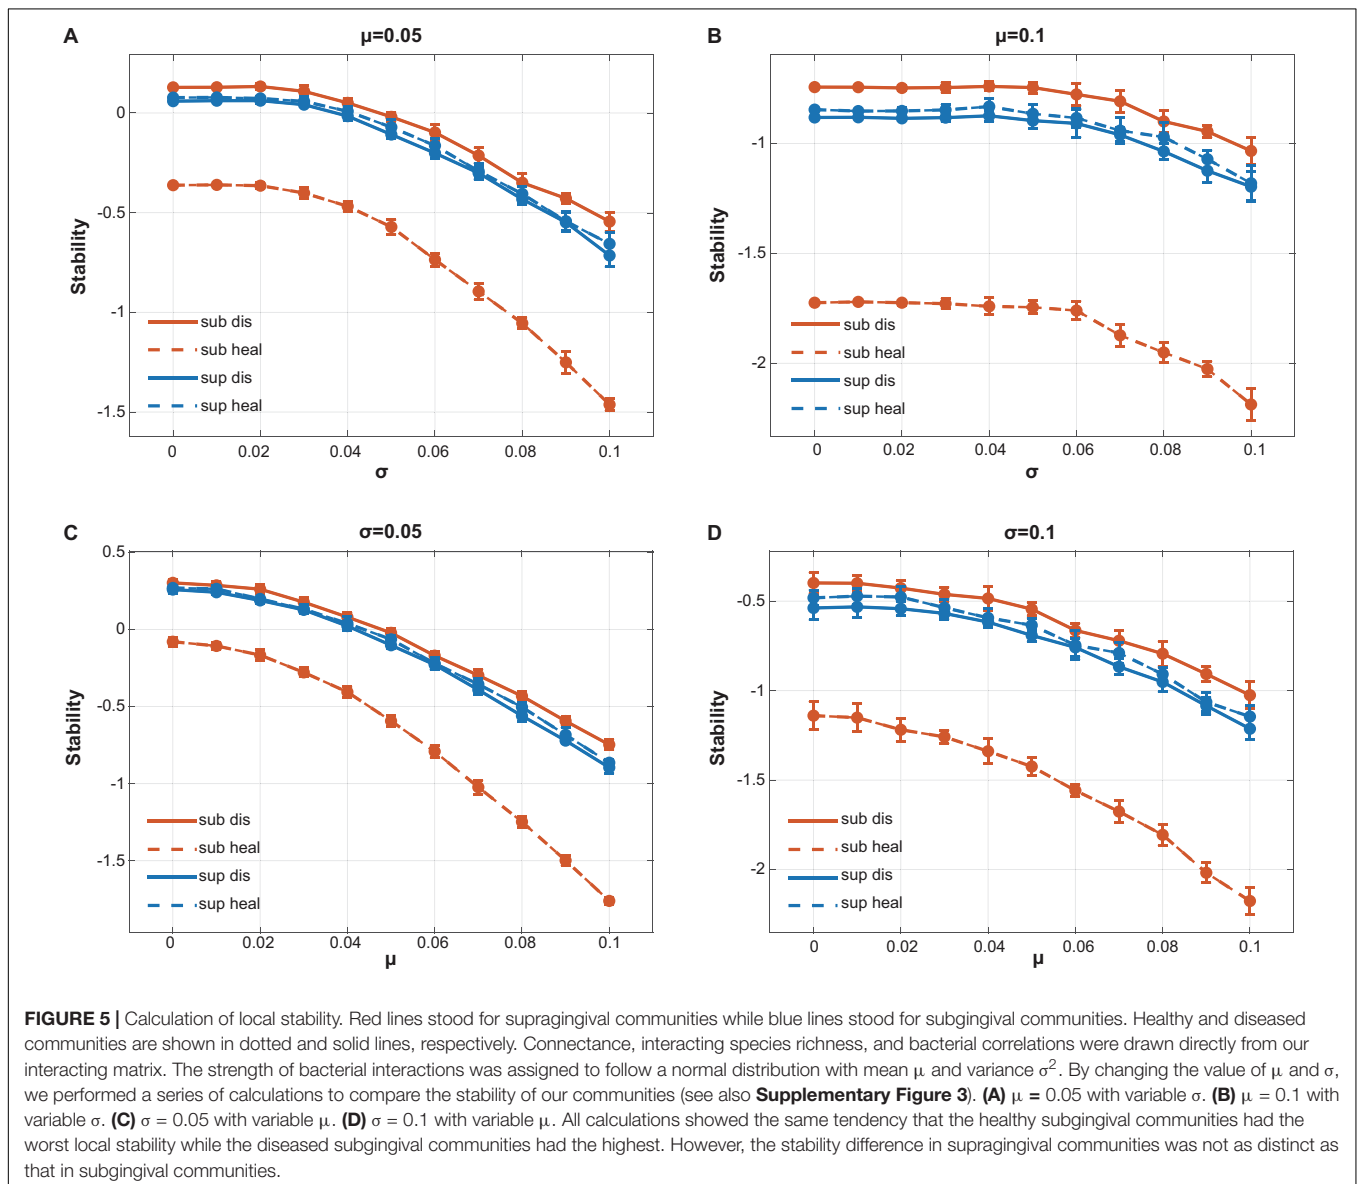 A
μ=0.05
0
-0.5
-1
-1.5
Stability
sub dis
sub heal
sup dis
sup heal
0 0.02 0.04 0.06 0.08 0.1
σ
B
μ=0.1
-1
-1.5
-2
Stability
sub dis
sub heal
sup dis
sup heal
0 0.02 0.04 0.06 0.08 0.1
σ
C
σ=0.05
0.5
0
-0.5
-1
-1.5
Stability
sub dis
sub heal
sup dis
sup heal
0 0.02 0.04 0.06 0.08 0.1
μ
D
σ=0.1
-0.5
-1
-1.5
-2
Stability
sub dis
sub heal
sup dis
sup heal
0 0.02 0.04 0.06 0.08 0.1
μ
FIGURE 5 | Calculation of local stability. Red lines stood for supragingival communities while blue lines stood for subgingival communities. Healthy and diseased
communities are shown in dotted and solid lines, respectively. Connectance, interacting species richness, and bacterial correlations were drawn directly from our
interacting matrix. The strength of bacterial interactions was assigned to follow a normal distribution with mean μ and variance σ². By changing the value of μ and σ,
we performed a series of calculations to compare the stability of our communities (see also Supplementary Figure 3). (A) μ = 0.05 with variable σ. (B) μ = 0.1 with
variable σ. (C) σ = 0.05 with variable μ. (D) σ = 0.1 with variable μ. All calculations showed the same tendency that the healthy subgingival communities had the
worst local stability while the diseased subgingival communities had the highest. However, the stability difference in supragingival communities was not as distinct as
that in subgingival communities.